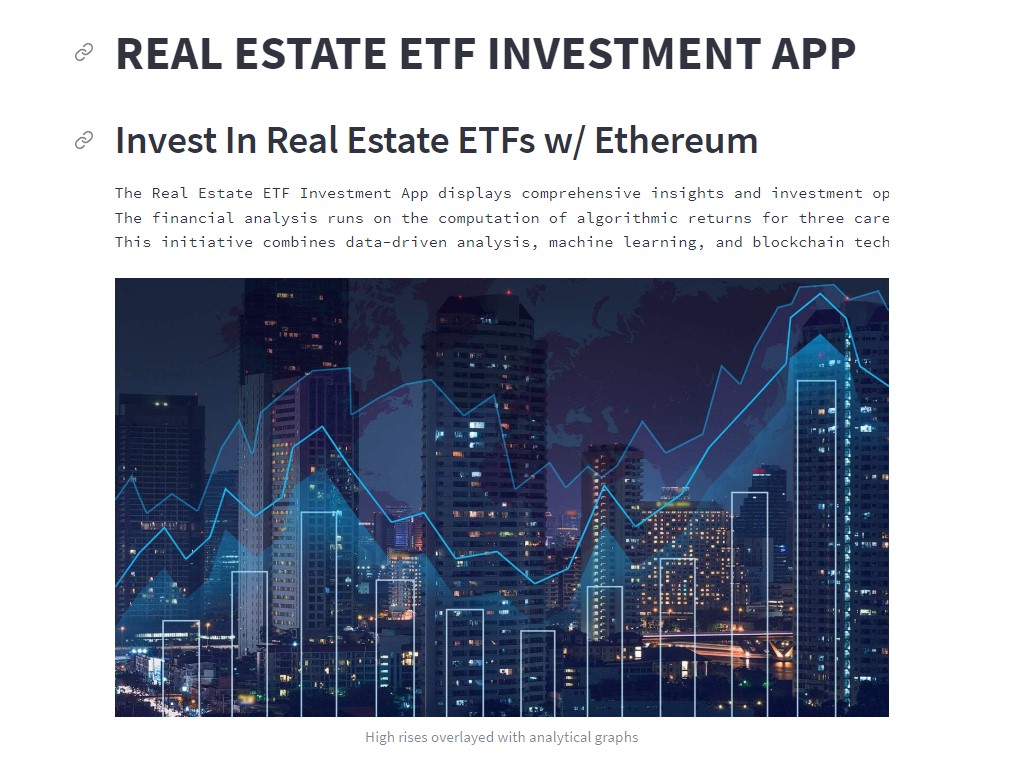 REAL ESTATE ETF INVESTMENT APP
Invest In Real Estate ETFs w/ Ethereum
The Real Estate ETF Investment App displays comprehensive insights and investment op
The financial analysis runs on the computation of algorithmic returns for three care
This initiative combines data-driven analysis, machine learning, and blockchain tech
High rises overlayed with analytical graphs